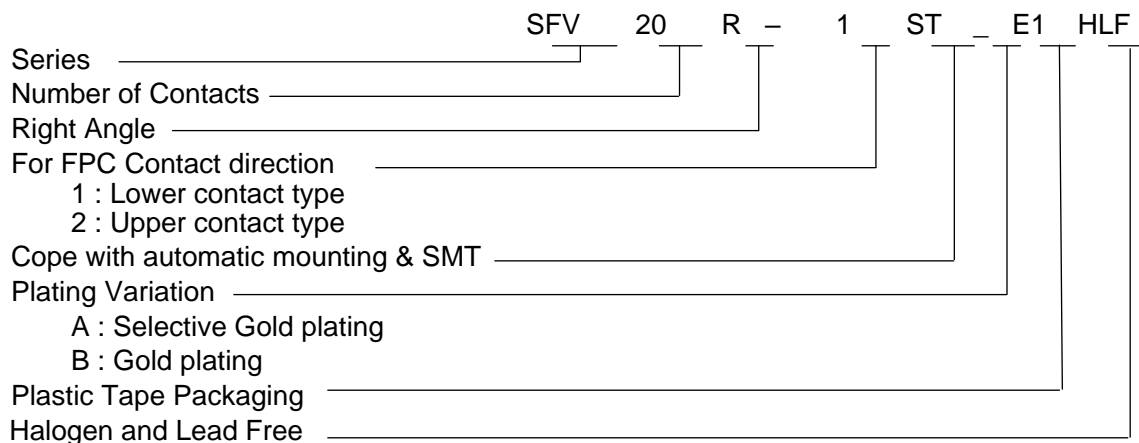 SFV 20 R – 1 ST _ E1 HLF
Series
Number of Contacts
Right Angle
For FPC Contact direction
1 : Lower contact type
2 : Upper contact type
Cope with automatic mounting & SMT
Plating Variation
A : Selective Gold plating
B : Gold plating
Plastic Tape Packaging
Halogen and Lead Free